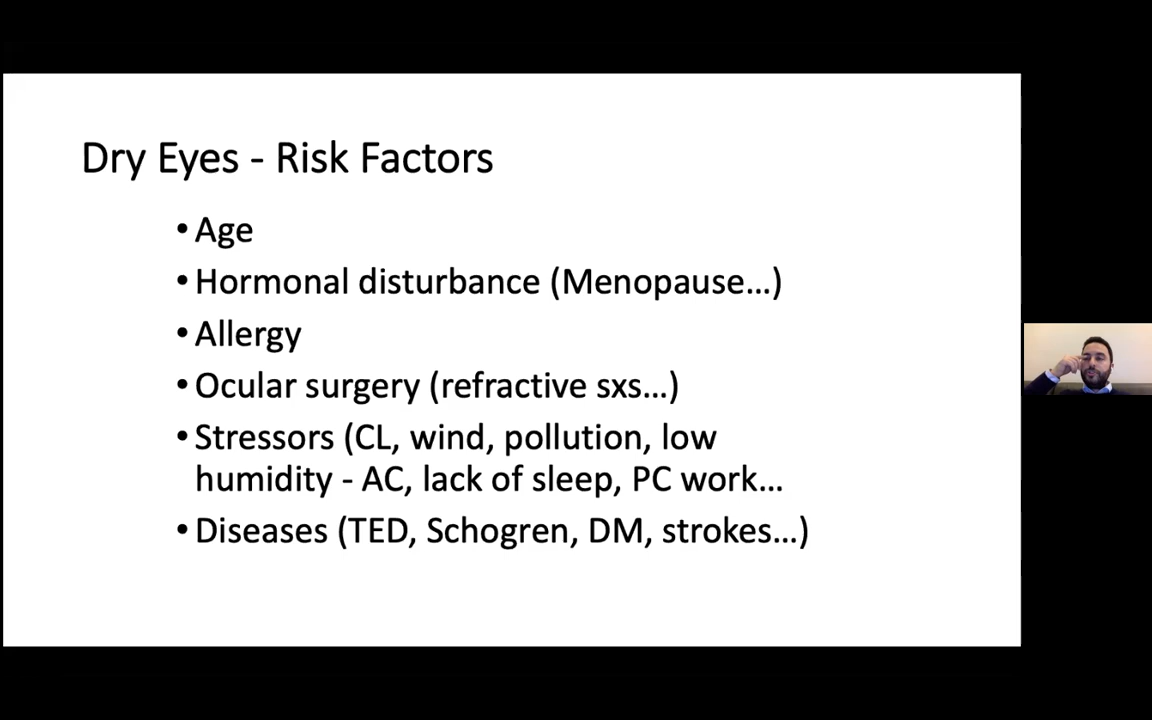 Dry Eyes - Risk Factors
• Age
• Hormonal disturbance (Menopause...)
• Allergy
• Ocular surgery (refractive sxs...)
• Stressors (CL, wind, pollution, low
humidity - AC, lack of sleep, PC work...
• Diseases (TED, Schogren, DM, strokes...)